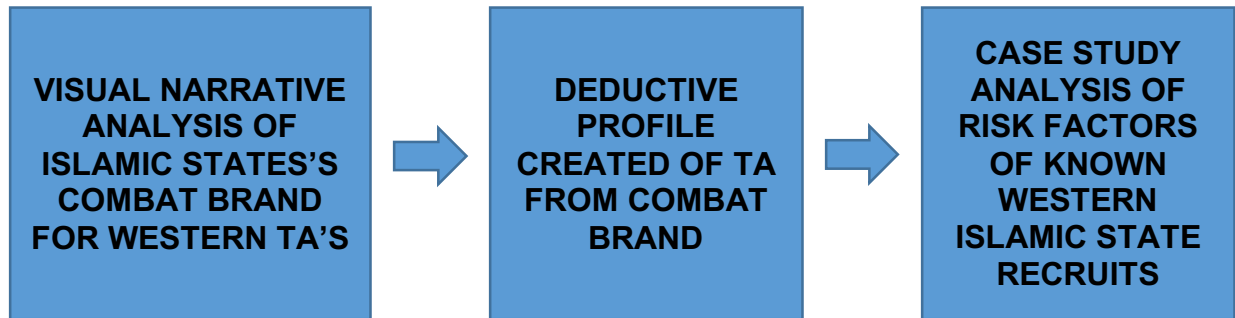 VISUAL NARRATIVE
ANALYSIS OF
ISLAMIC STATES'S
COMBAT BRAND
FOR WESTERN TA'S
DEDUCTIVE
PROFILE
CREATED OF TA
FROM COMBAT
BRAND
CASE STUDY
ANALYSIS OF
RISK FACTORS
OF KNOWN
WESTERN
ISLAMIC STATE
RECRUITS